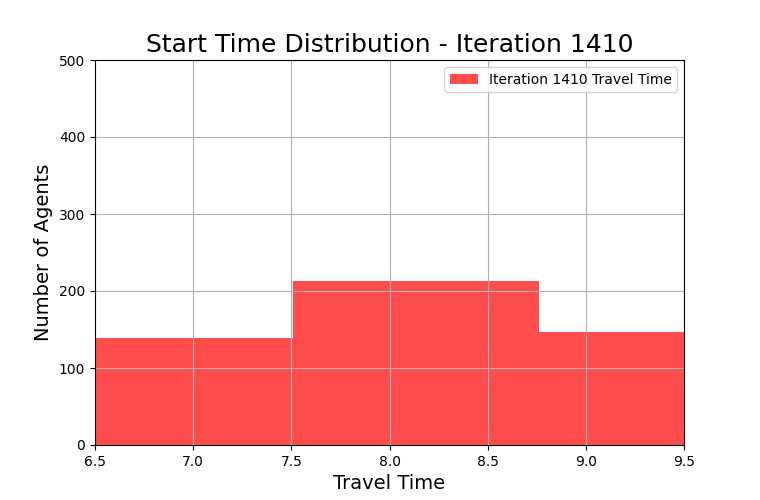 Start Time Distribution - Iteration 1410
Iteration 1410 Travel Time
Number of Agents
500
400
300
200
100
0
6.5 7.0 7.5 8.0 8.5 9.0 9.5
Travel Time